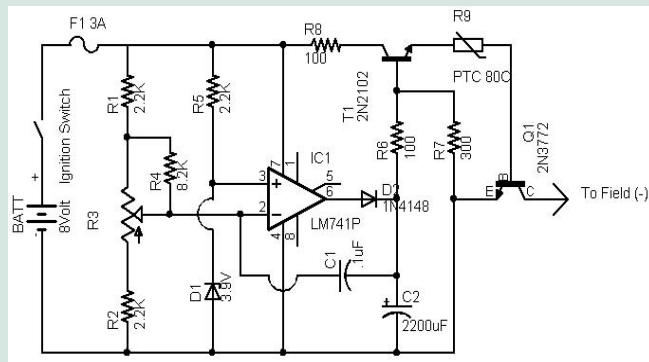 F1 3A
R8
100
R9
PTC 80C
T1
2N2102
Q1
2N3772
B
E
C
To Field (-)
Ignition Switch
+
BATT
8Volt
-
R1
2.2K
R5
2.2K
R4
8.2K
R3
R2
2.2K
IC1
7
1
5
3
+
6
2
-
LM741P
4
8
D2
1N4148
R6
100
R7
300
C1
.1uF
D1
3.9V
+
C2
2200uF